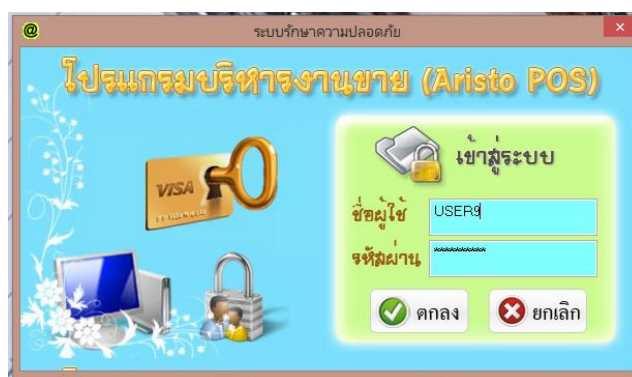 @
ระบบรักษาความปลอดภัย
โปรแกรมบริหารงานขาย (Aristo POS)
เข้าสู่ระบบ
VISA
ชื่อผู้ใช้ USER9
รหัสผ่าน **********
ตกลง ยกเลิก